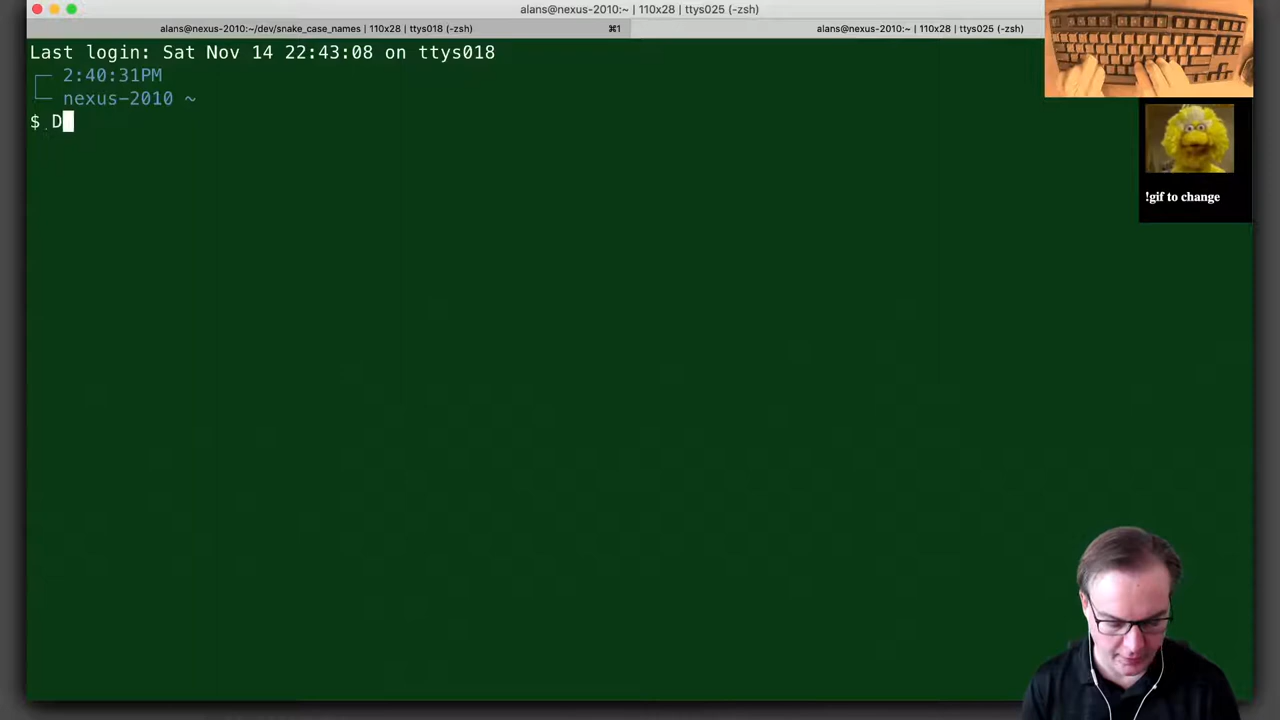 alans@nexus-2010:~ | 110x28 | ttys025 (-zsh)
alans@nexus-2010:~/dev/snake_case_names | 110x28 | ttys018 (-zsh) ⌘1 alans@nexus-2010:~ | 110x28 | ttys025 (-zsh)
Last login: Sat Nov 14 22:43:08 on ttys018
2:40:31PM
nexus-2010 ~
$ D
!gif to change